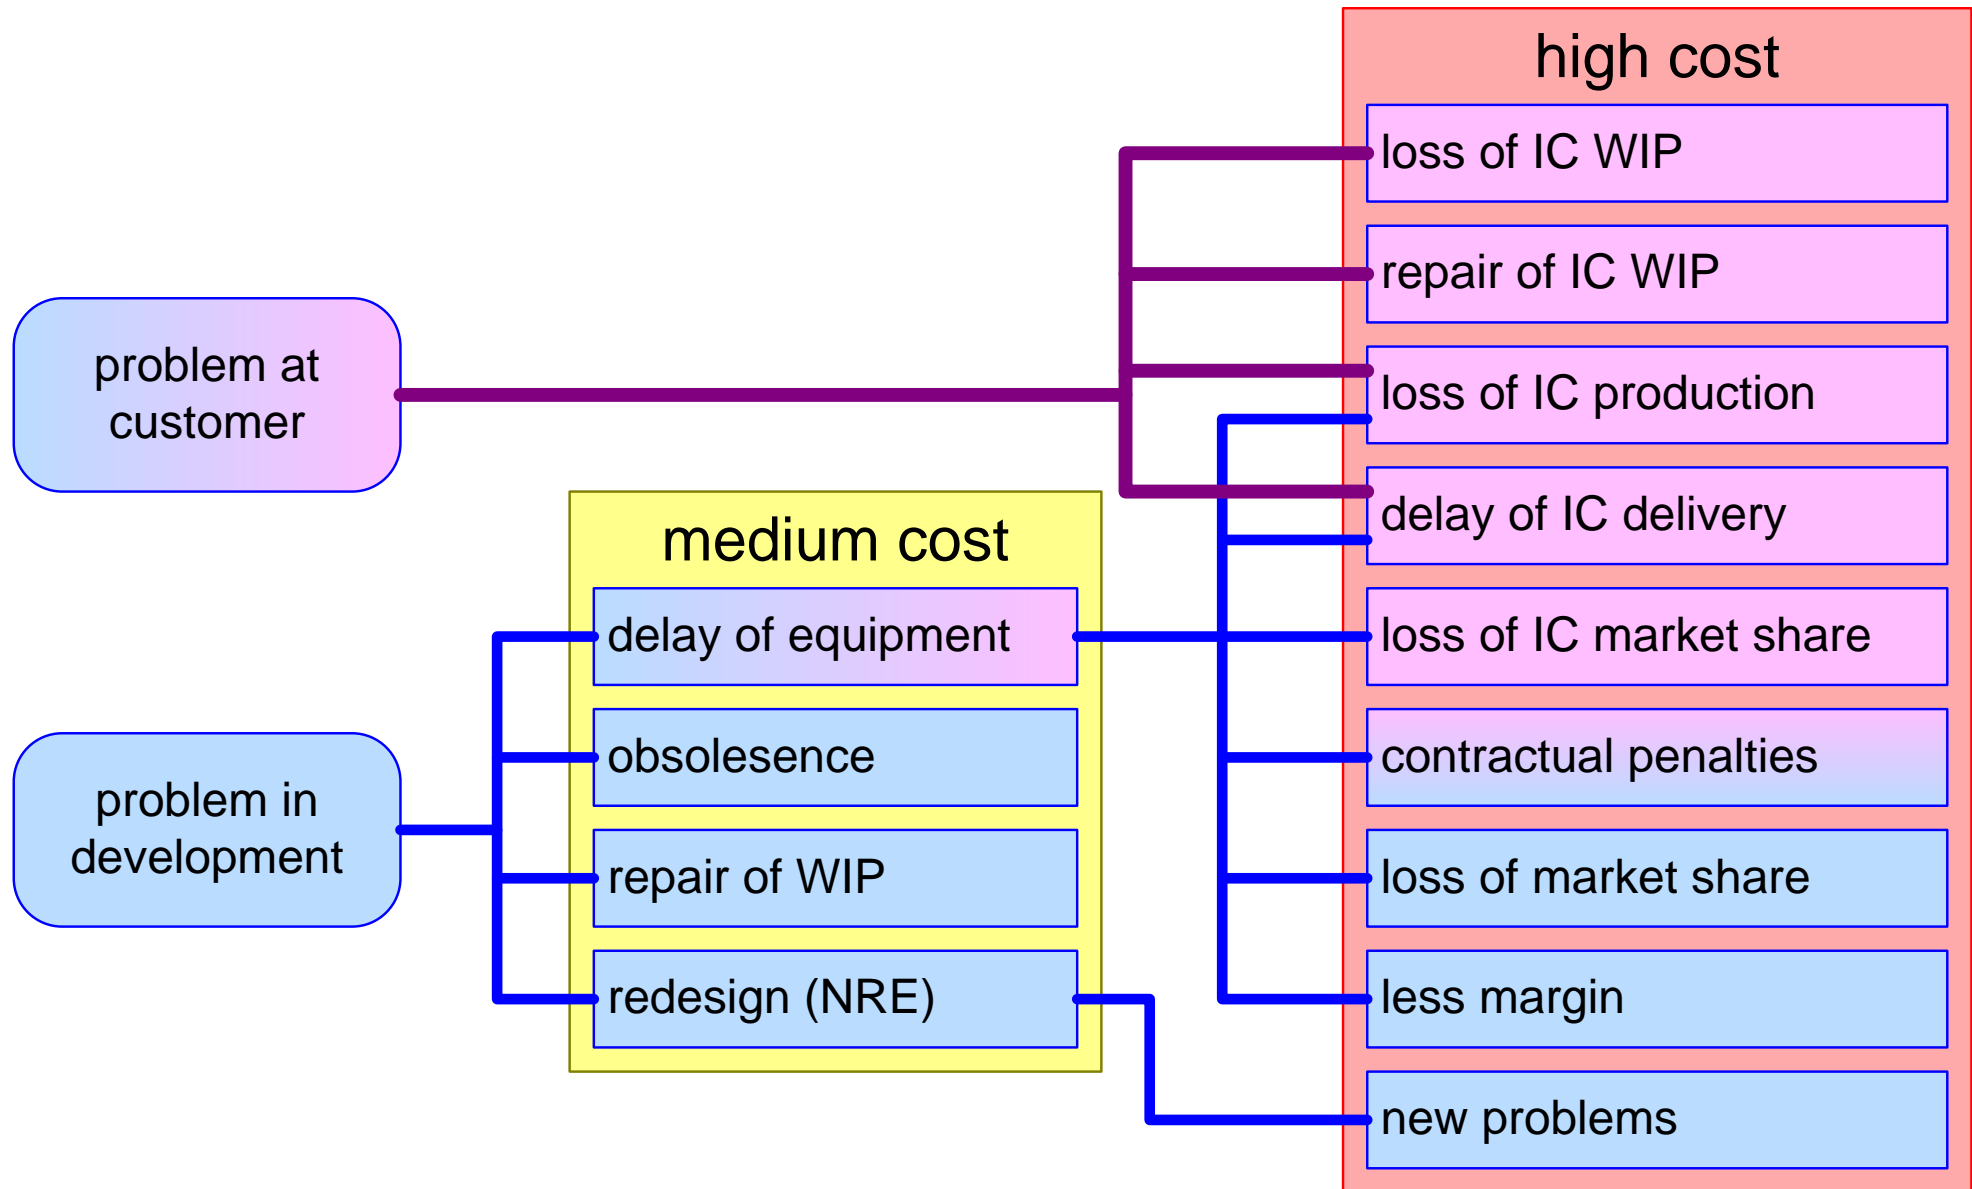 high cost
loss of IC WIP
repair of IC WIP
loss of IC production
delay of IC delivery
loss of IC market share
contractual penalties
loss of market share
less margin
new problems
problem at
customer
medium cost
delay of equipment
obsolesence
repair of WIP
redesign (NRE)
problem in
development